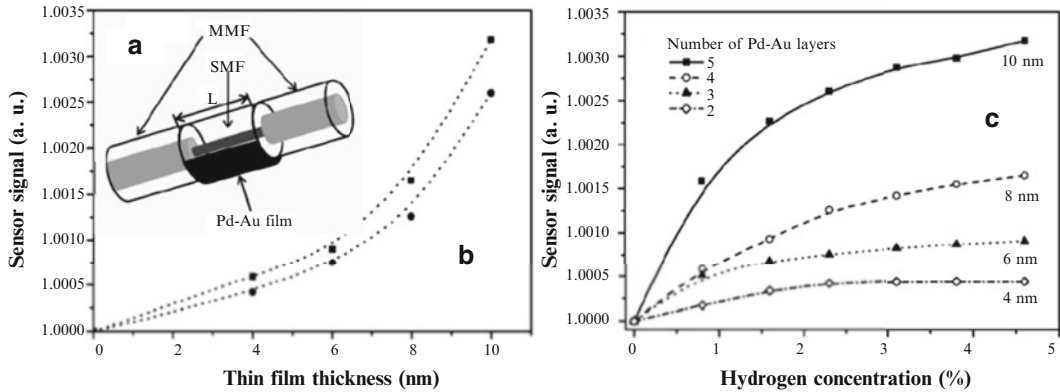 1.0035
1.0030
1.0025
1.0020
1.0015
1.0010
1.0005
1.0000
Sensor signal (a. u.)
a
MMF
SMF
L
Pd-Au film
b
0 2 4 6 8 10
Thin film thickness (nm)
1.0035
1.0030
1.0025
1.0020
1.0015
1.0010
1.0005
1.0000
Sensor signal (a. u.)
Number of Pd-Au layers
5
4
3
2
10 nm
c
8 nm
6 nm
4 nm
0 1 2 3 4 5
Hydrogen concentration (%)